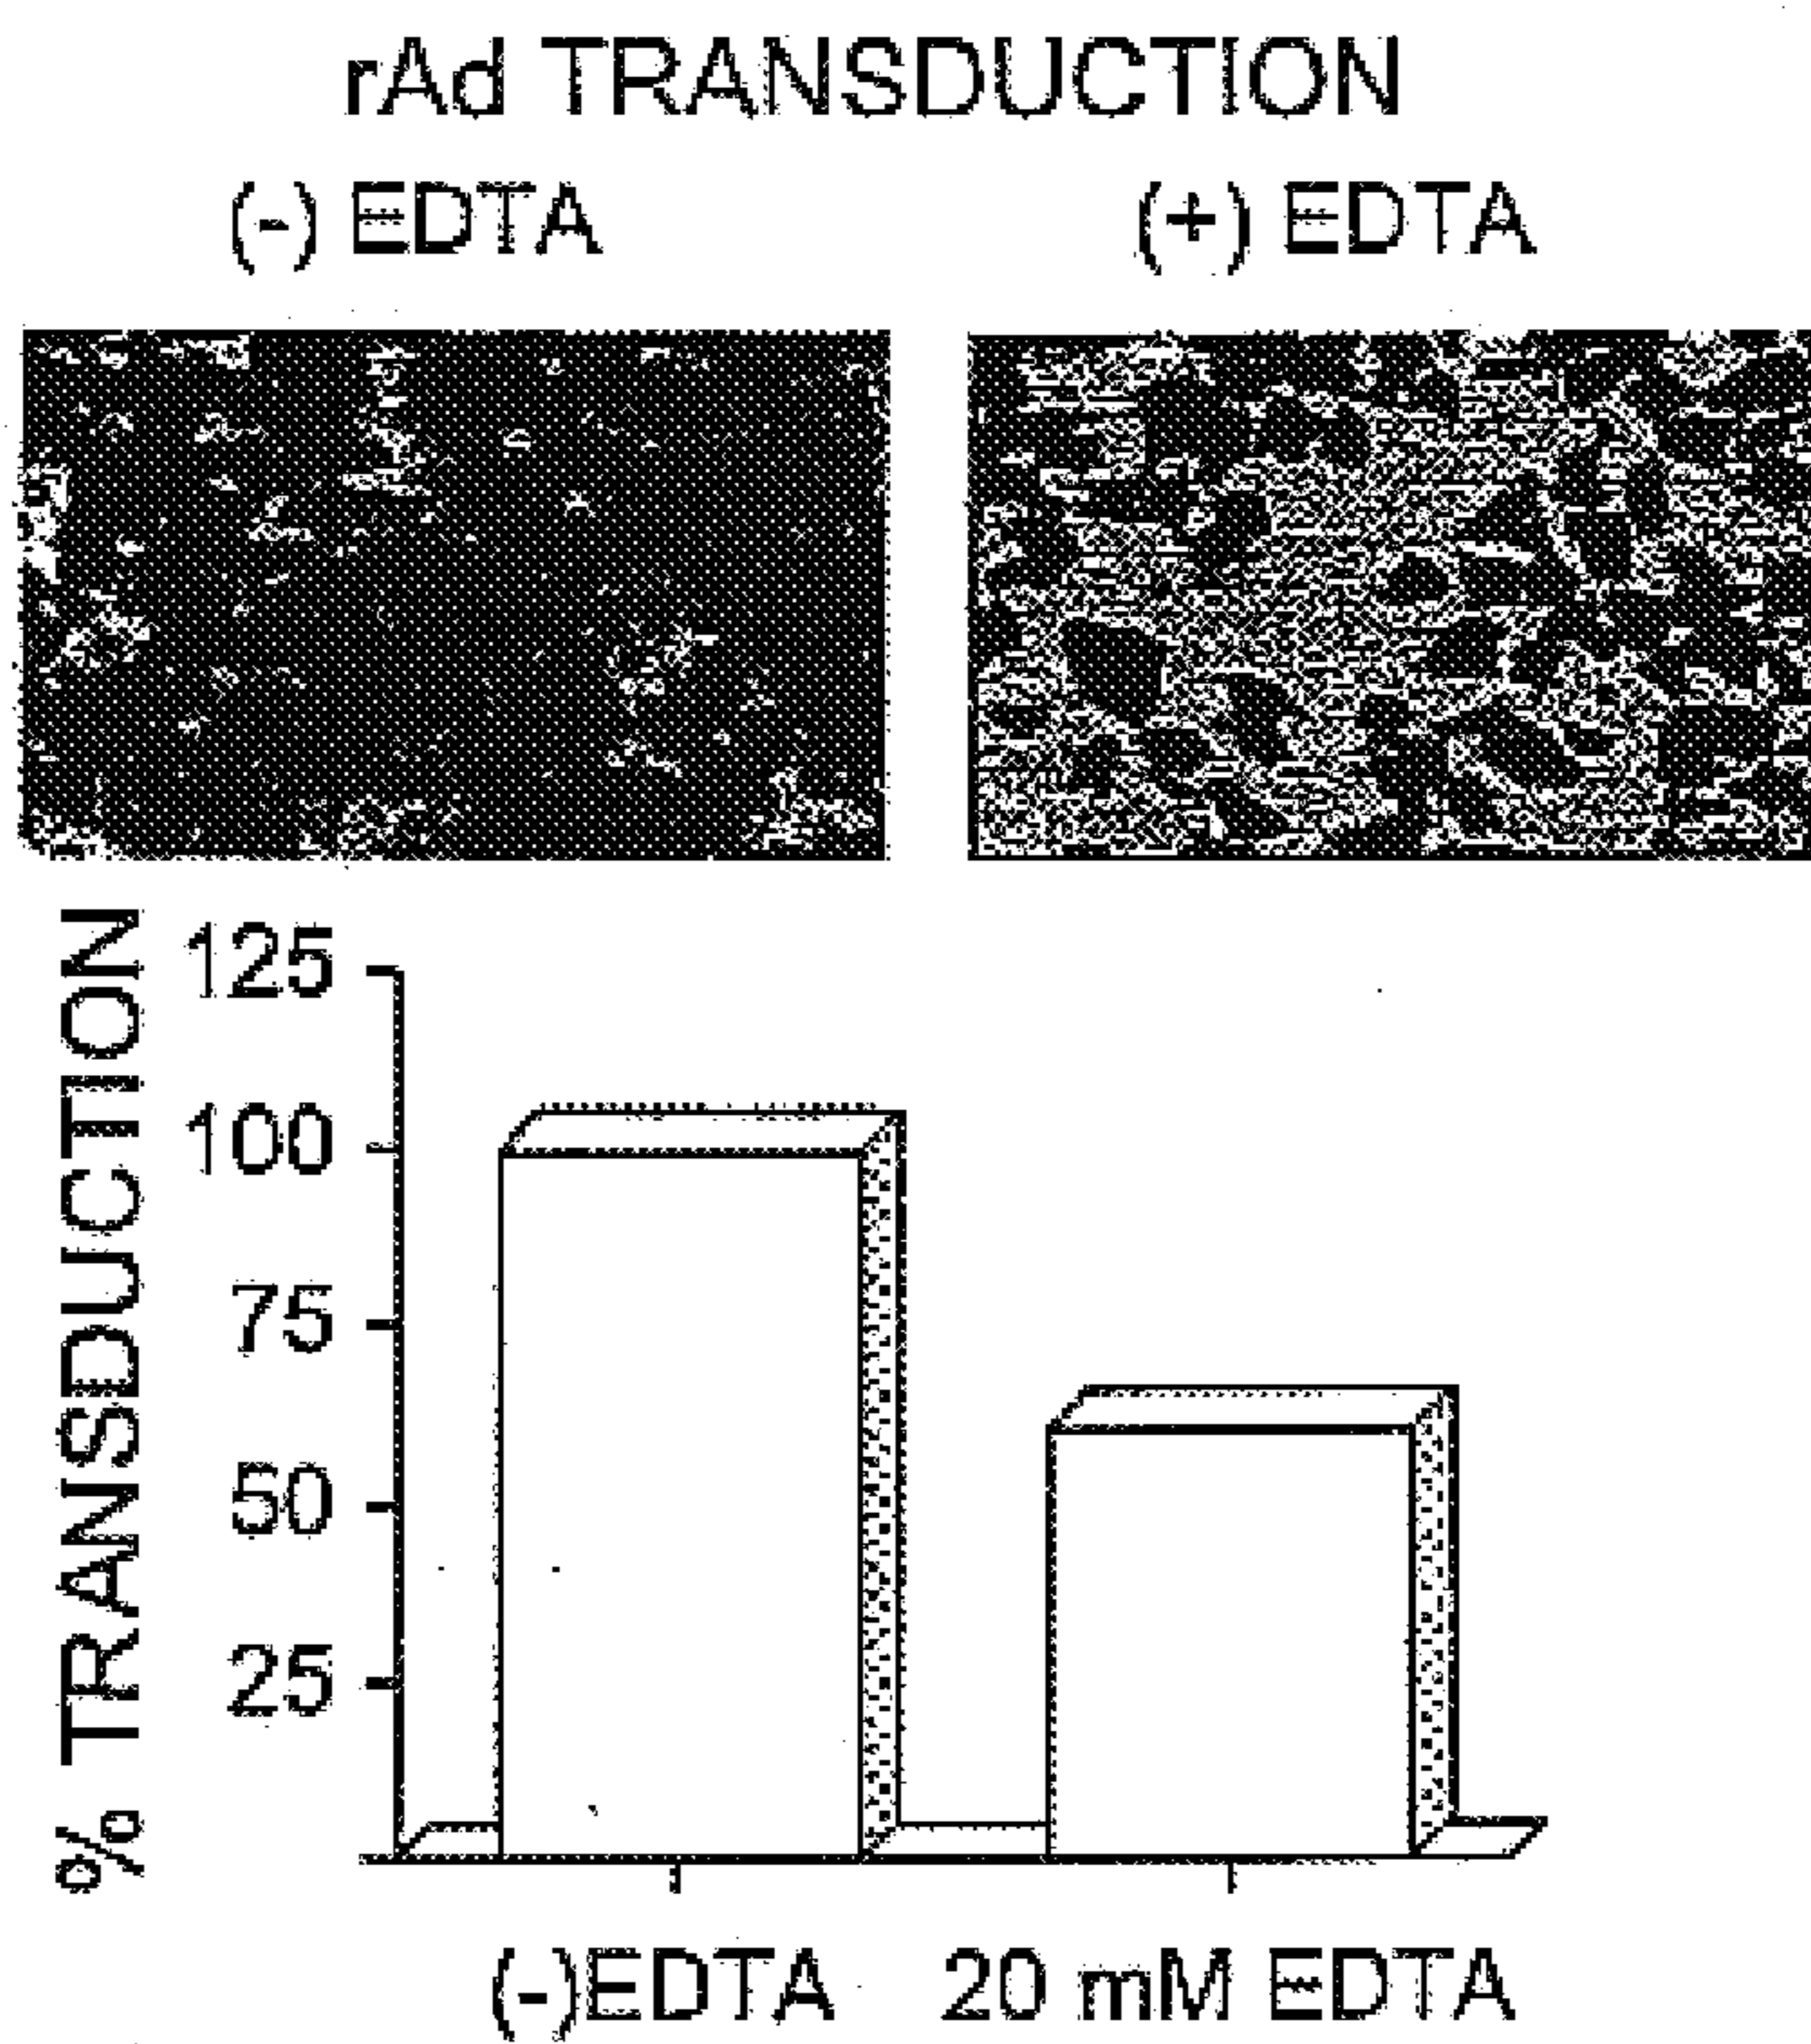 rAd TRANSDUCTION
(-) EDTA
(+) EDTA
% TRANSDUCTION
125
100
75
50
25
(-)EDTA
20 mM EDTA